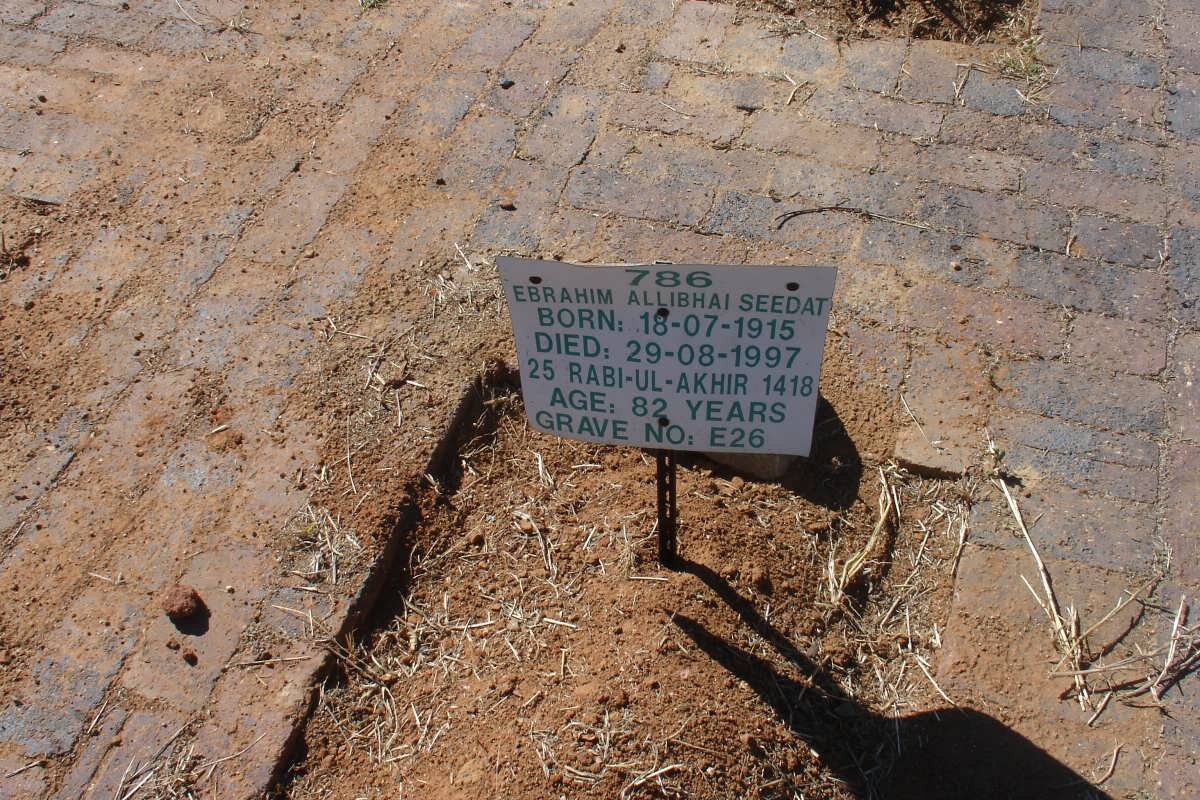 786
EBRAHIM ALLIBHAI SEEDAT
BORN: 18-07-1915
DIED: 29-08-1997
25 RABI-UL-AKHIR 1418
AGE: 82 YEARS
GRAVE NO: E26